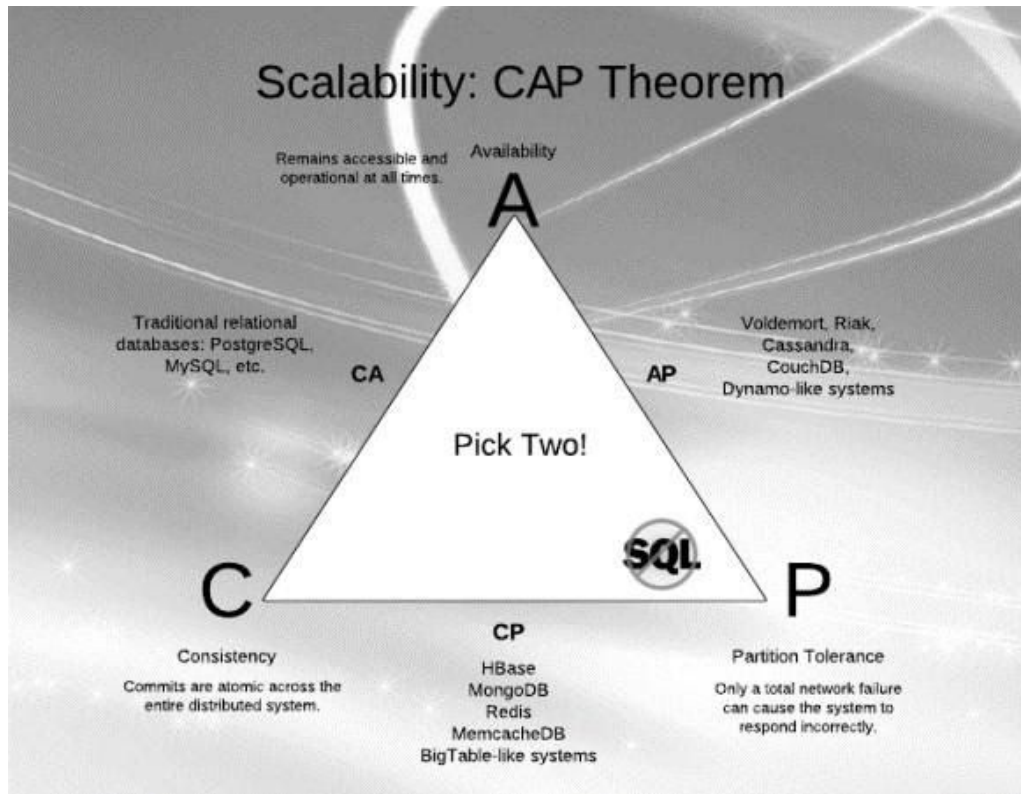 Scalability: CAP Theorem
Availability
Remains accessible and
operational at all times.
A
Traditional relational
databases: PostgreSQL,
MySQL, etc.
CA
AP
Voldemort, Riak,
Cassandra,
CouchDB,
Dynamo-like systems
Pick Two!
SQL
C
P
Consistency
Commits are atomic across the
entire distributed system.
CP
HBase
MongoDB
Redis
MemcacheDB
BigTable-like systems
Partition Tolerance
Only a total network failure
can cause the system to
respond incorrectly.